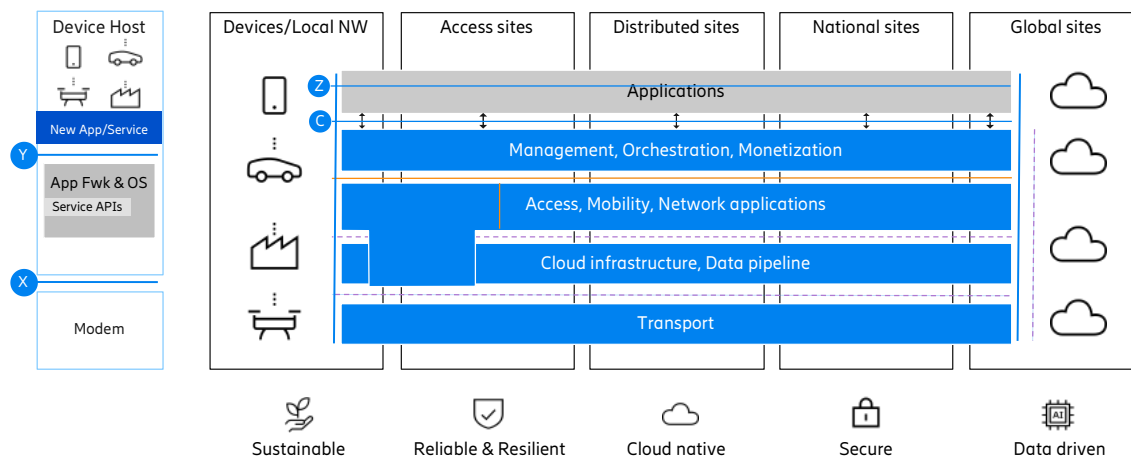 Device Host
New App/Service
Y
App Fwk & OS
Service APIs
X
Modem
Devices/Local NW
Access sites
Distributed sites
National sites
Global sites
Z
Applications
C
Management, Orchestration, Monetization
Access, Mobility, Network applications
Cloud infrastructure, Data pipeline
Transport
Sustainable
Reliable & Resilient
Cloud native
Secure
AI
Data driven